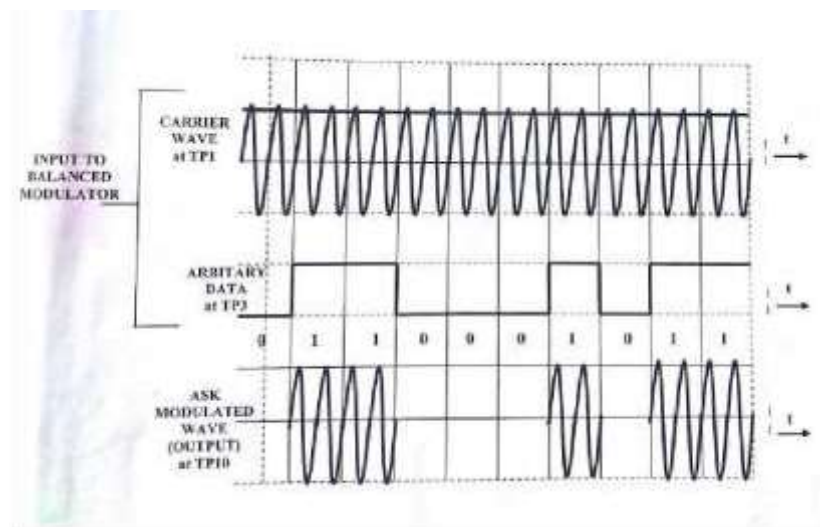 CARRIER
WAVE
at TP1
t
INPUT TO
BALANCED
MODULATOR
ARBITARY
DATA
at TP3
t
0 1 1 0 0 0 1 0 1 1
ASK
MODULATED
WAVE
(OUTPUT)
at TP10
t